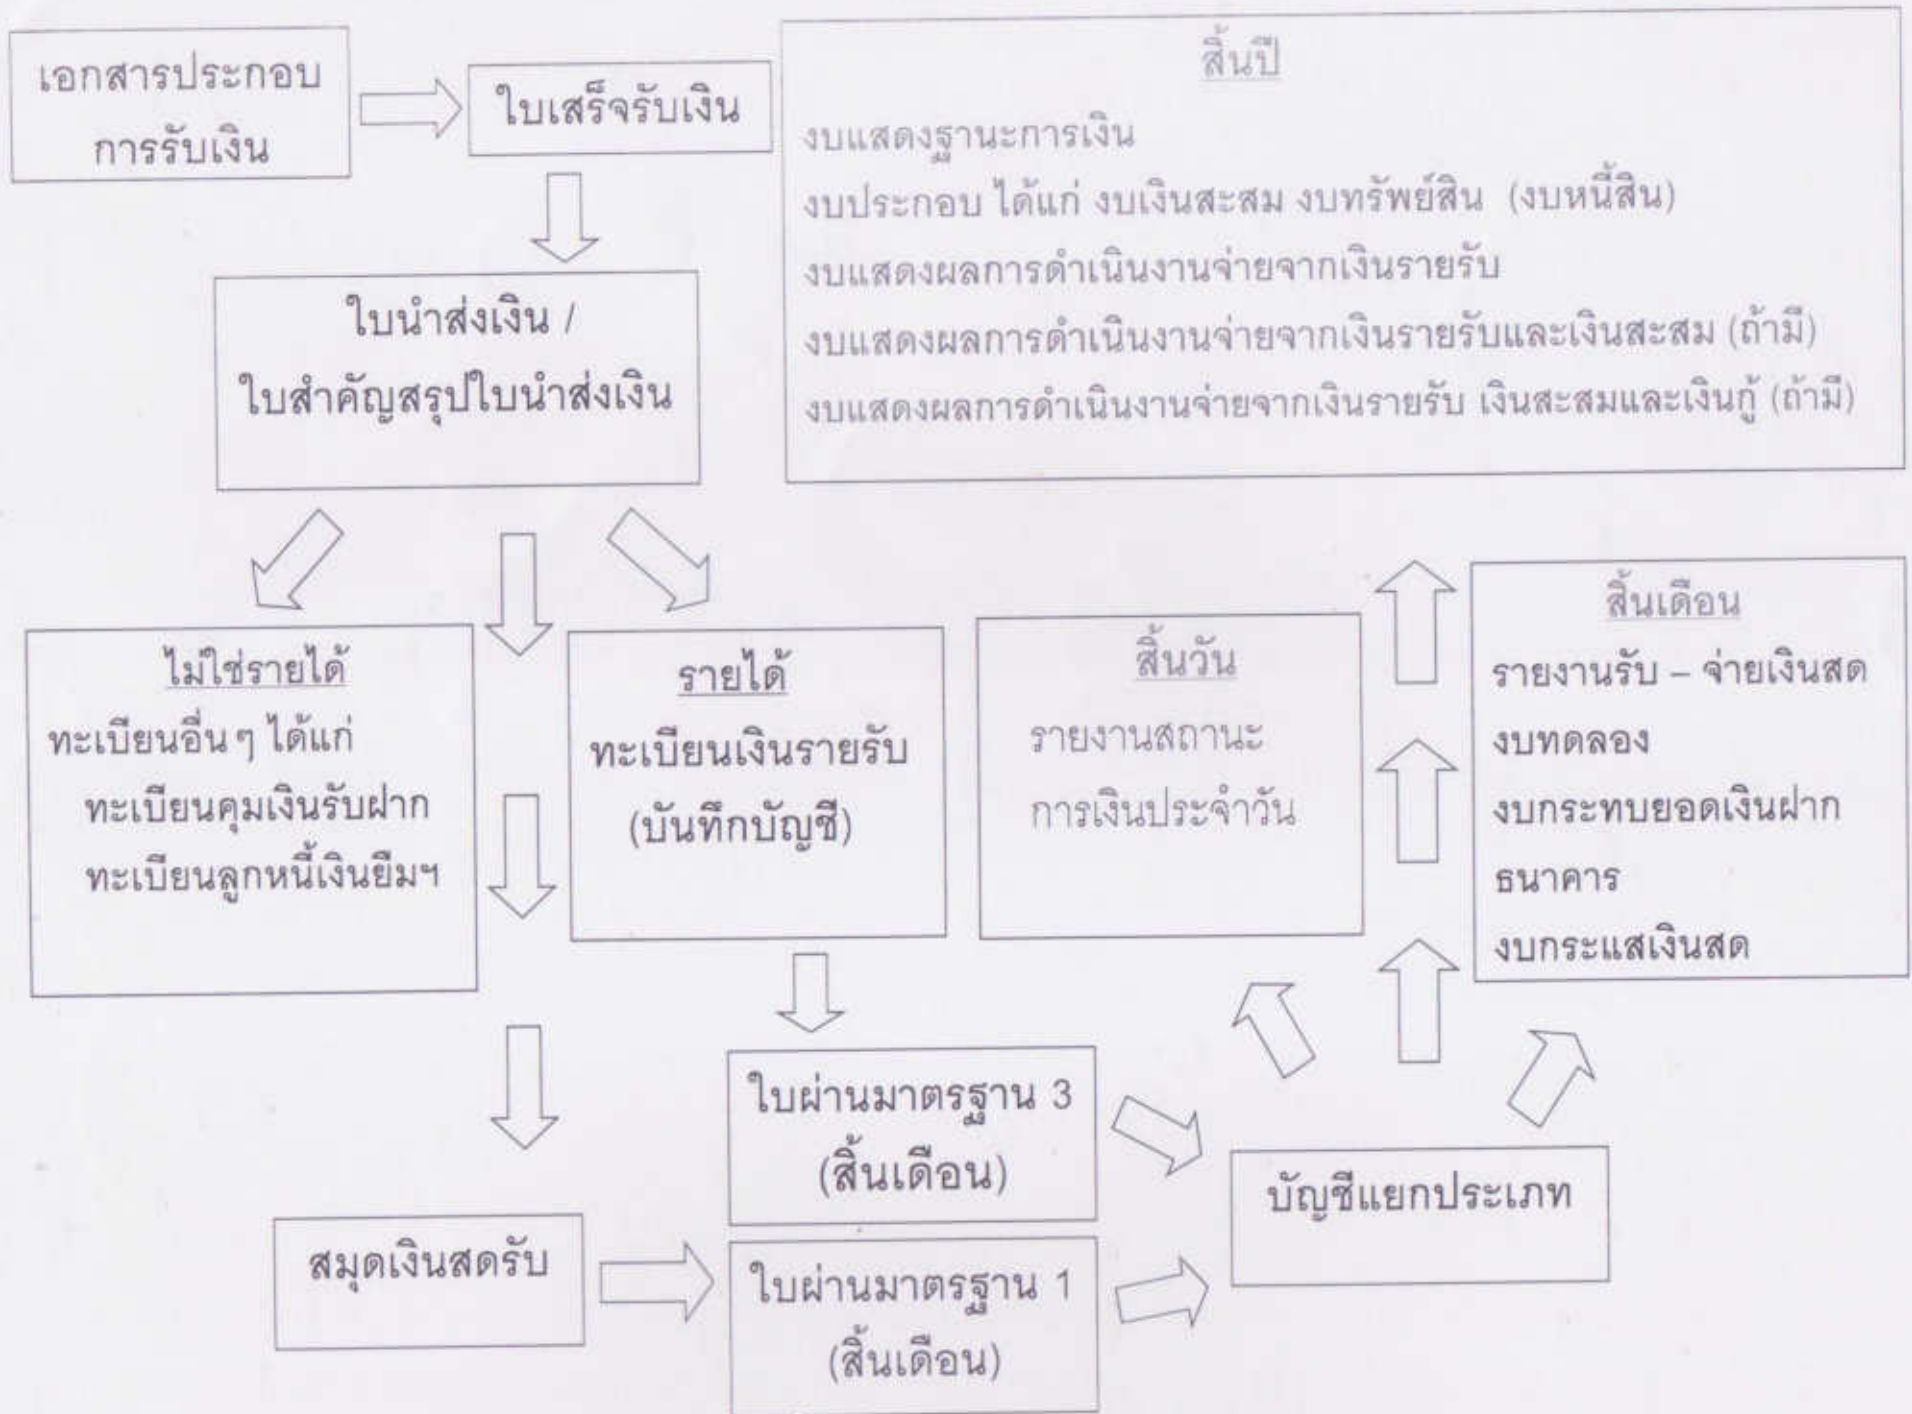 เอกสารประกอบ
การรับเงิน
ใบเสร็จรับเงิน
สิ้นปี
งบแสดงฐานะการเงิน
งบประกอบ ได้แก่ งบเงินสะสม งบทรัพย์สิน (งบหนี้สิน)
งบแสดงผลการดำเนินงานจ่ายจากเงินรายรับ
งบแสดงผลการดำเนินงานจ่ายจากเงินรายรับและเงินสะสม (ถ้ามี)
งบแสดงผลการดำเนินงานจ่ายจากเงินรายรับ เงินสะสมและเงินกู้ (ถ้ามี)
ใบนำส่งเงิน /
ใบสำคัญสรุปใบนำส่งเงิน
ไม่ใช่รายได้
ทะเบียนอื่นๆ ได้แก่
ทะเบียนคุมเงินรับฝาก
ทะเบียนลูกหนี้เงินยืมฯ
รายได้
ทะเบียนเงินรายรับ
(บันทึกบัญชี)
สิ้นวัน
รายงานสถานะ
การเงินประจำวัน
สิ้นเดือน
รายงานรับ – จ่ายเงินสด
งบทดลอง
งบกระทบยอดเงินฝาก
ธนาคาร
งบกระแสเงินสด
ใบผ่านมาตรฐาน 3
(สิ้นเดือน)
บัญชีแยกประเภท
สมุดเงินสดรับ
ใบผ่านมาตรฐาน 1
(สิ้นเดือน)